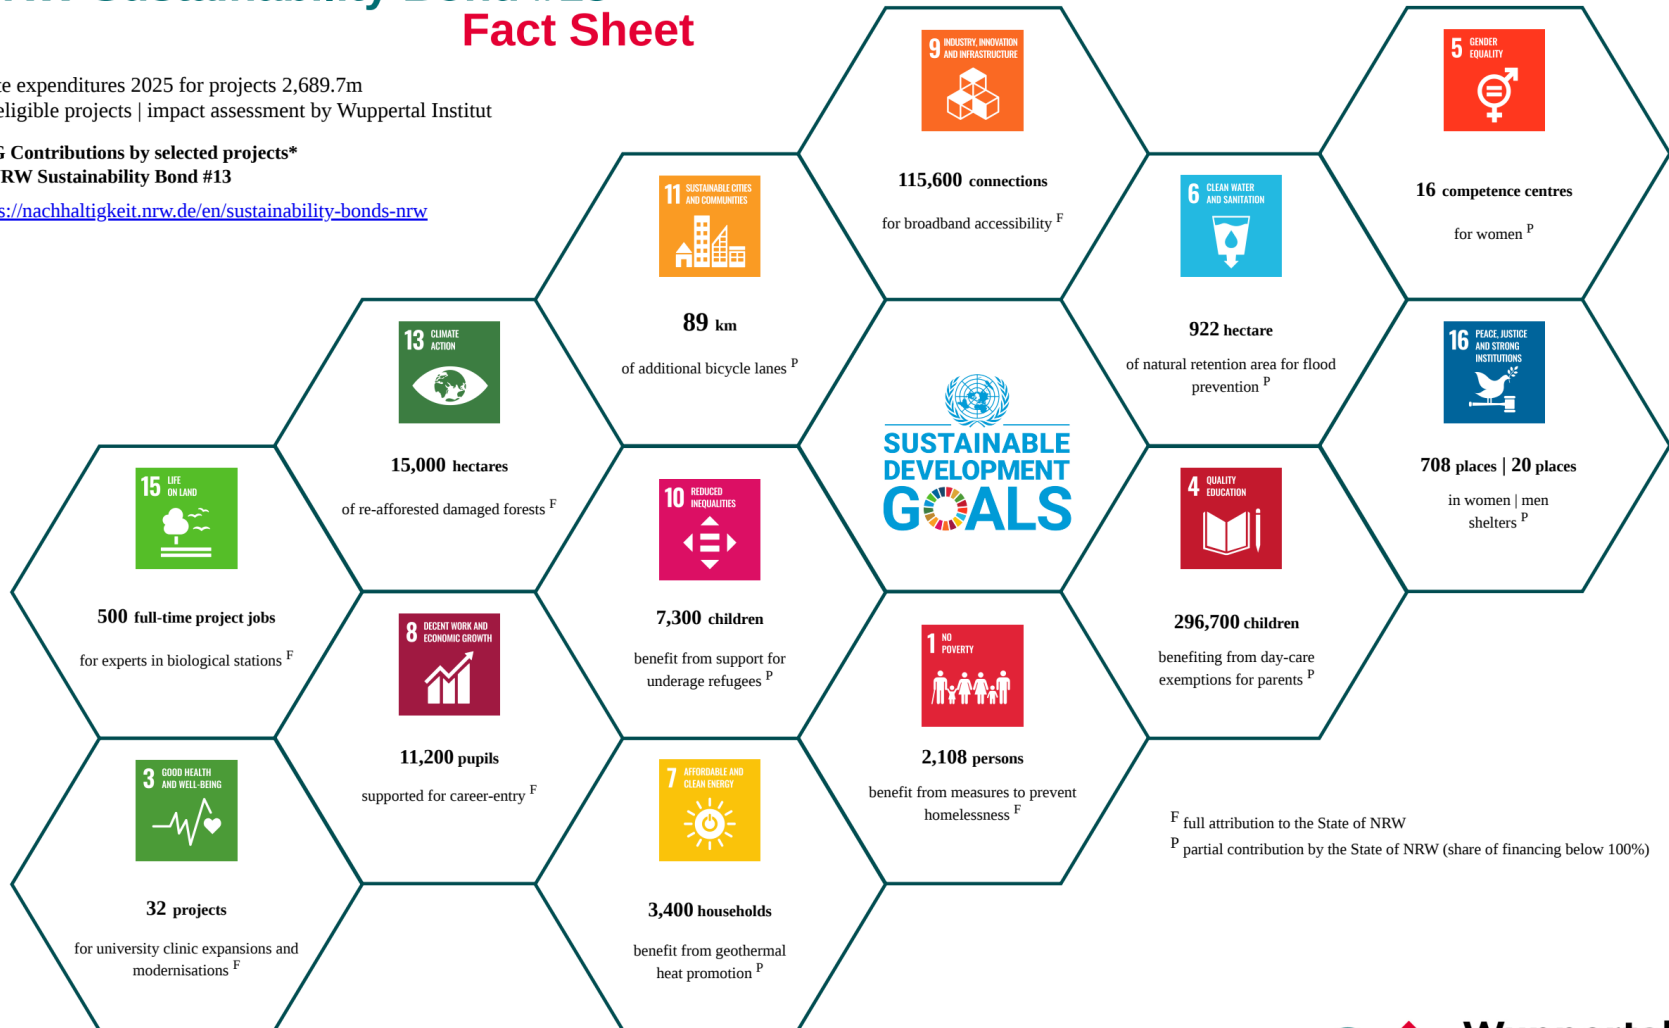 Sustainability Bond #13
Fact Sheet
te expenditures 2025 for projects 2,689.7m
eligible projects | impact assessment by Wuppertal Institut
G Contributions by selected projects*
RW Sustainability Bond #13
s://nachhaltigkeit.nrw.de/en/sustainability-bonds-nrw
9 INDUSTRY, INNOVATION
AND INFRASTRUCTURE
115,600 connections
for broadband accessibility F
5 GENDER
EQUALITY
16 competence centres
for women P
11 SUSTAINABLE CITIES
AND COMMUNITIES
89 km
of additional bicycle lanes P
6 CLEAN WATER
AND SANITATION
922 hectare
of natural retention area for flood
prevention P
13 CLIMATE
ACTION
15,000 hectares
of re-afforested damaged forests F
SUSTAINABLE
DEVELOPMENT
GOALS
16 PEACE, JUSTICE
AND STRONG
INSTITUTIONS
708 places | 20 places
in women | men
shelters P
15 LIFE
ON LAND
500 full-time project jobs
for experts in biological stations F
10 REDUCED
INEQUALITIES
7,300 children
benefit from support for
underage refugees P
4 QUALITY
EDUCATION
296,700 children
benefiting from day-care
exemptions for parents P
8 DECENT WORK AND
ECONOMIC GROWTH
11,200 pupils
supported for career-entry F
1 NO
POVERTY
2,108 persons
benefit from measures to prevent
homelessness F
3 GOOD HEALTH
AND WELL-BEING
32 projects
for university clinic expansions and
modernisations F
7 AFFORDABLE AND
CLEAN ENERGY
3,400 households
benefit from geothermal
heat promotion P
F full attribution to the State of NRW
P partial contribution by the State of NRW (share of financing below 100%)
Wuppertal